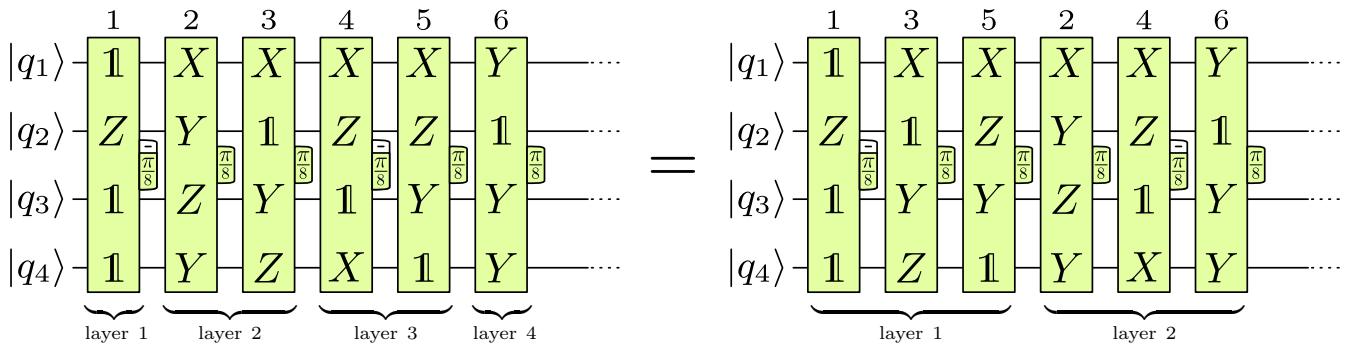 1 2 3 4 5 6 1 3 5 2 4 6
|q₁⟩ 𝟙 X X X X Y |q₁⟩ 𝟙 X X X X Y
|q₂⟩ Z Y 𝟙 Z Z 𝟙 |q₂⟩ Z 𝟙 Z Y Z 𝟙
-π/8 π/8 π/8 -π/8 π/8 π/8 = -π/8 π/8 π/8 π/8 -π/8 π/8
|q₃⟩ 𝟙 Z Y 𝟙 Y Y |q₃⟩ 𝟙 Y Y Z 𝟙 Y
|q₄⟩ 𝟙 Y Z X 𝟙 Y |q₄⟩ 𝟙 Z 𝟙 Y X Y
layer 1 layer 2 layer 3 layer 4 layer 1 layer 2